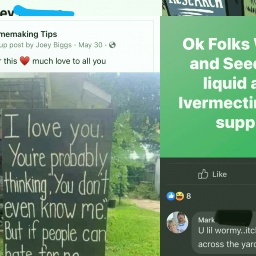 ey
memaking Tips
up post by Joey Biggs · May 30 ·
r this ❤️ much love to all you
I love you.
You're probably
thinking, You don't
even know me"
But if people can
hate for no
RESEARCH
Ok Folks
and Seed
liquid a
Ivermectin
supp
Like
8
Mark
U lil wormy..itc
across the yard